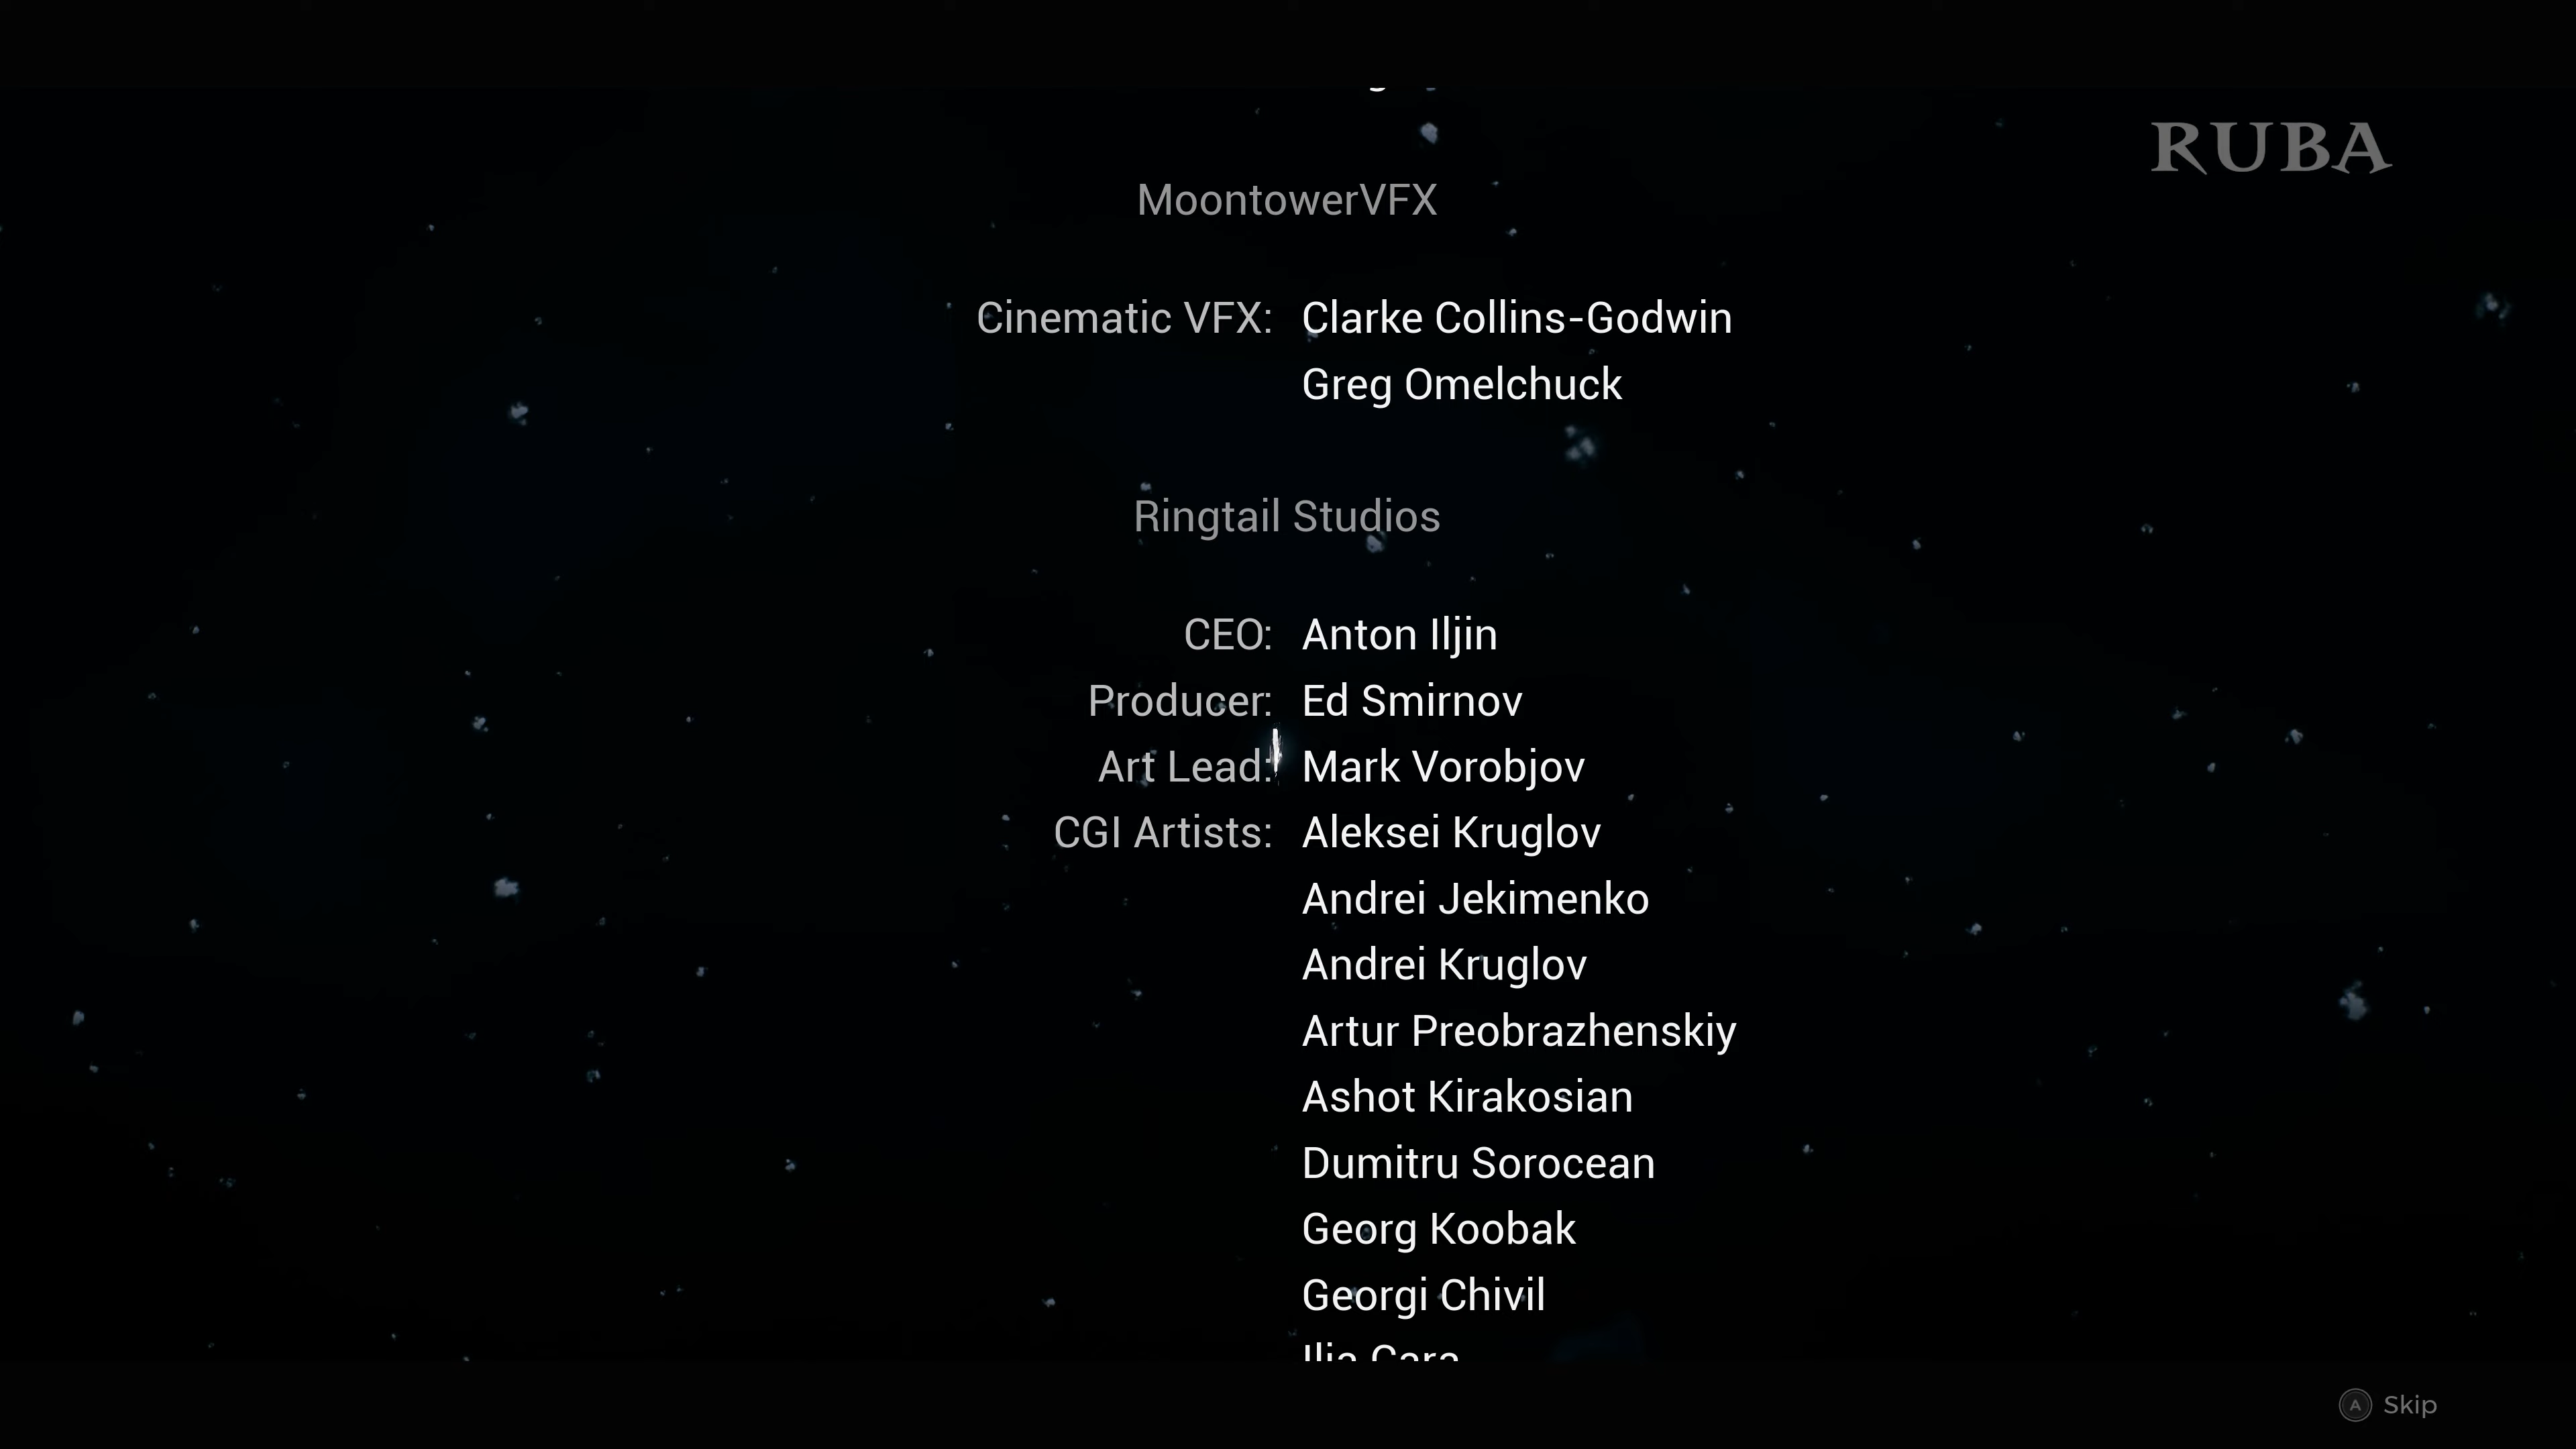 RUBA
MoontowerVFX
Cinematic VFX: Clarke Collins-Godwin
Greg Omelchuck
Ringtail Studios
CEO: Anton Iljin
Producer: Ed Smirnov
Art Lead: Mark Vorobjov
CGI Artists: Aleksei Kruglov
Andrei Jekimenko
Andrei Kruglov
Artur Preobrazhenskiy
Ashot Kirakosian
Dumitru Sorocean
Georg Koobak
Georgi Chivil
A Skip